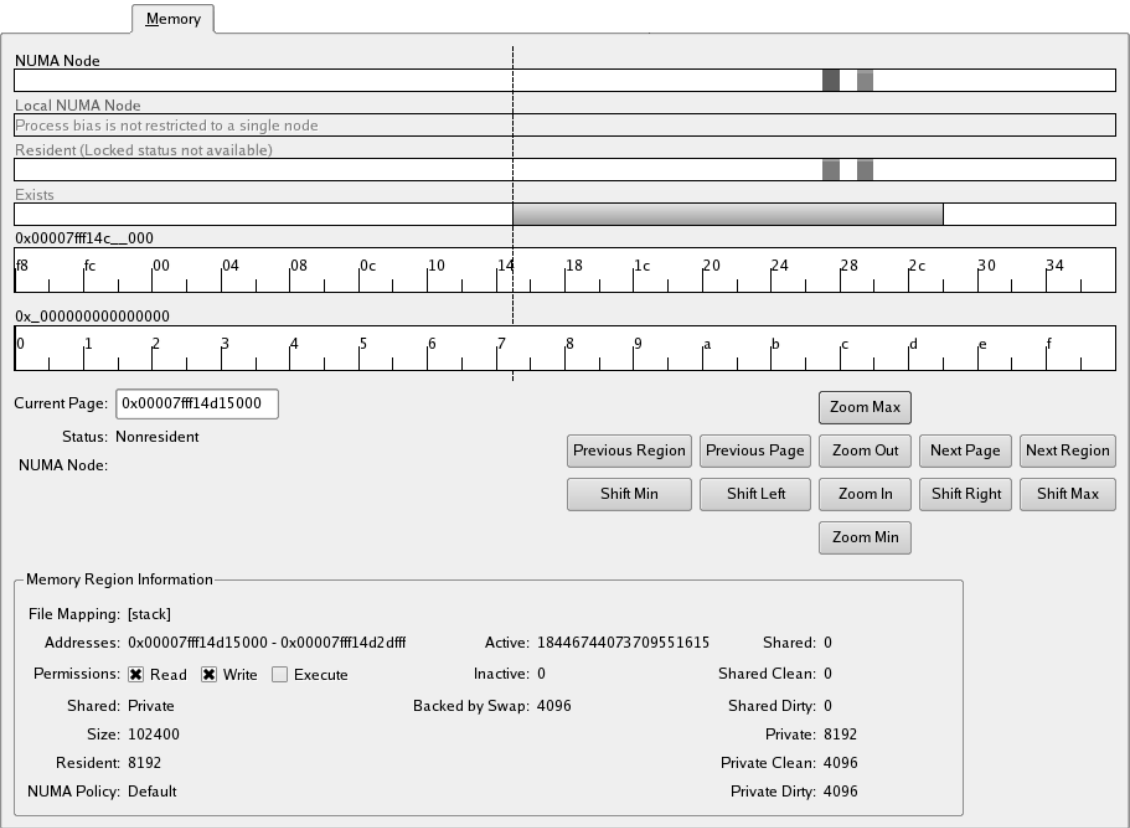 Memory
NUMA Node
Local NUMA Node
Process bias is not restricted to a single node
Resident (Locked status not available)
Exists
0x00007fff14c__000
f8 fc 00 04 08 0c 10 14 18 1c 20 24 28 2c 30 34
0x_000000000000000
0 1 2 3 4 5 6 7 8 9 a b c d e f
Current Page: 0x00007fff14d15000
Zoom Max
Status: Nonresident
Previous Region Previous Page Zoom Out Next Page Next Region
NUMA Node:
Shift Min Shift Left Zoom In Shift Right Shift Max
Zoom Min
Memory Region Information
File Mapping: [stack]
Addresses: 0x00007fff14d15000 - 0x00007fff14d2dfff Active: 18446744073709551615 Shared: 0
Permissions: Read Write Execute Inactive: 0 Shared Clean: 0
Shared: Private Backed by Swap: 4096 Shared Dirty: 0
Size: 102400 Private: 8192
Resident: 8192 Private Clean: 4096
NUMA Policy: Default Private Dirty: 4096